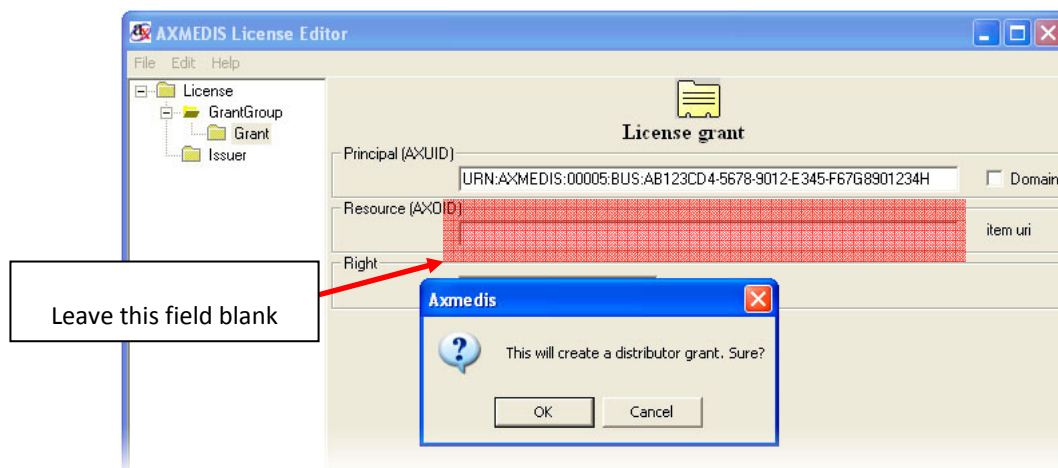 AXMEDIS License Editor
File Edit Help
License
GrantGroup
Grant
Issuer
License grant
Principal (AXUID)
URN:AXMEDIS:00005:BUS:AB123CD4-5678-9012-E345-F67G8901234H
Domain
Resource (AXOID)
item uri
Right
Leave this field blank
Axmedis
This will create a distributor grant. Sure?
OK Cancel